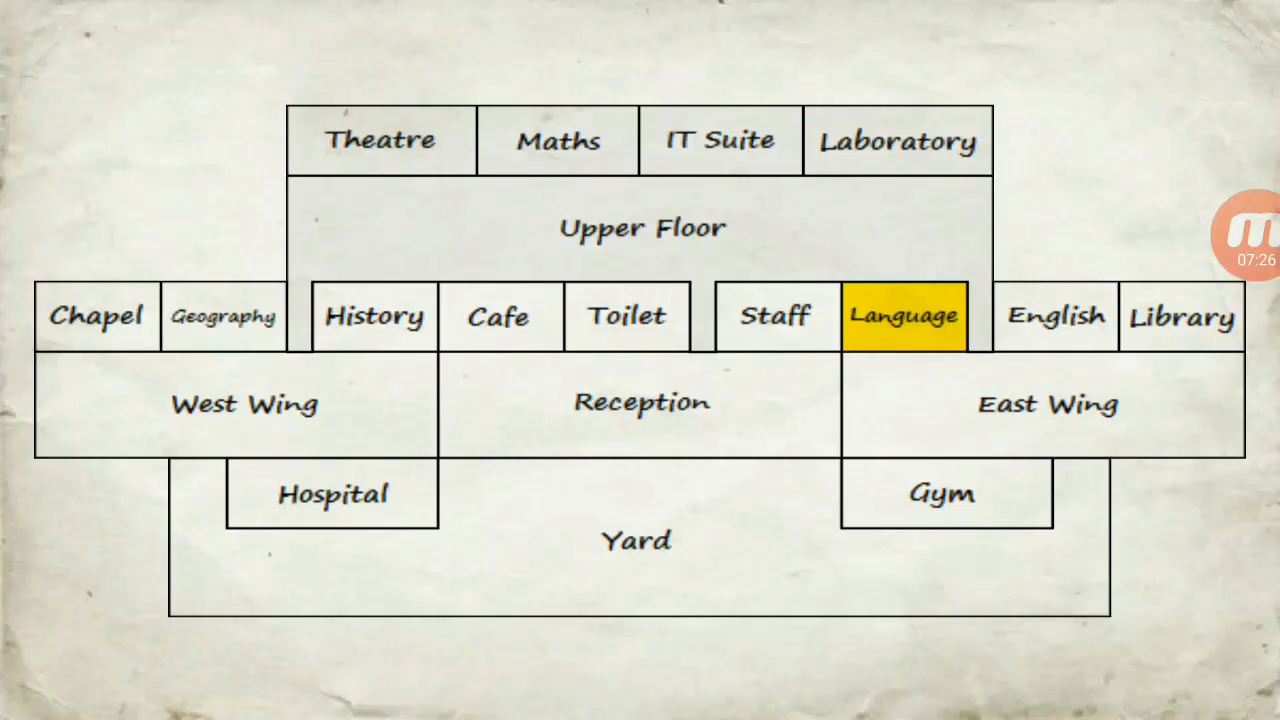 Theatre Maths IT Suite Laboratory
Upper Floor
07:26
Chapel Geography History Cafe Toilet Staff Language English Library
West Wing Reception East Wing
Hospital Gym
Yard